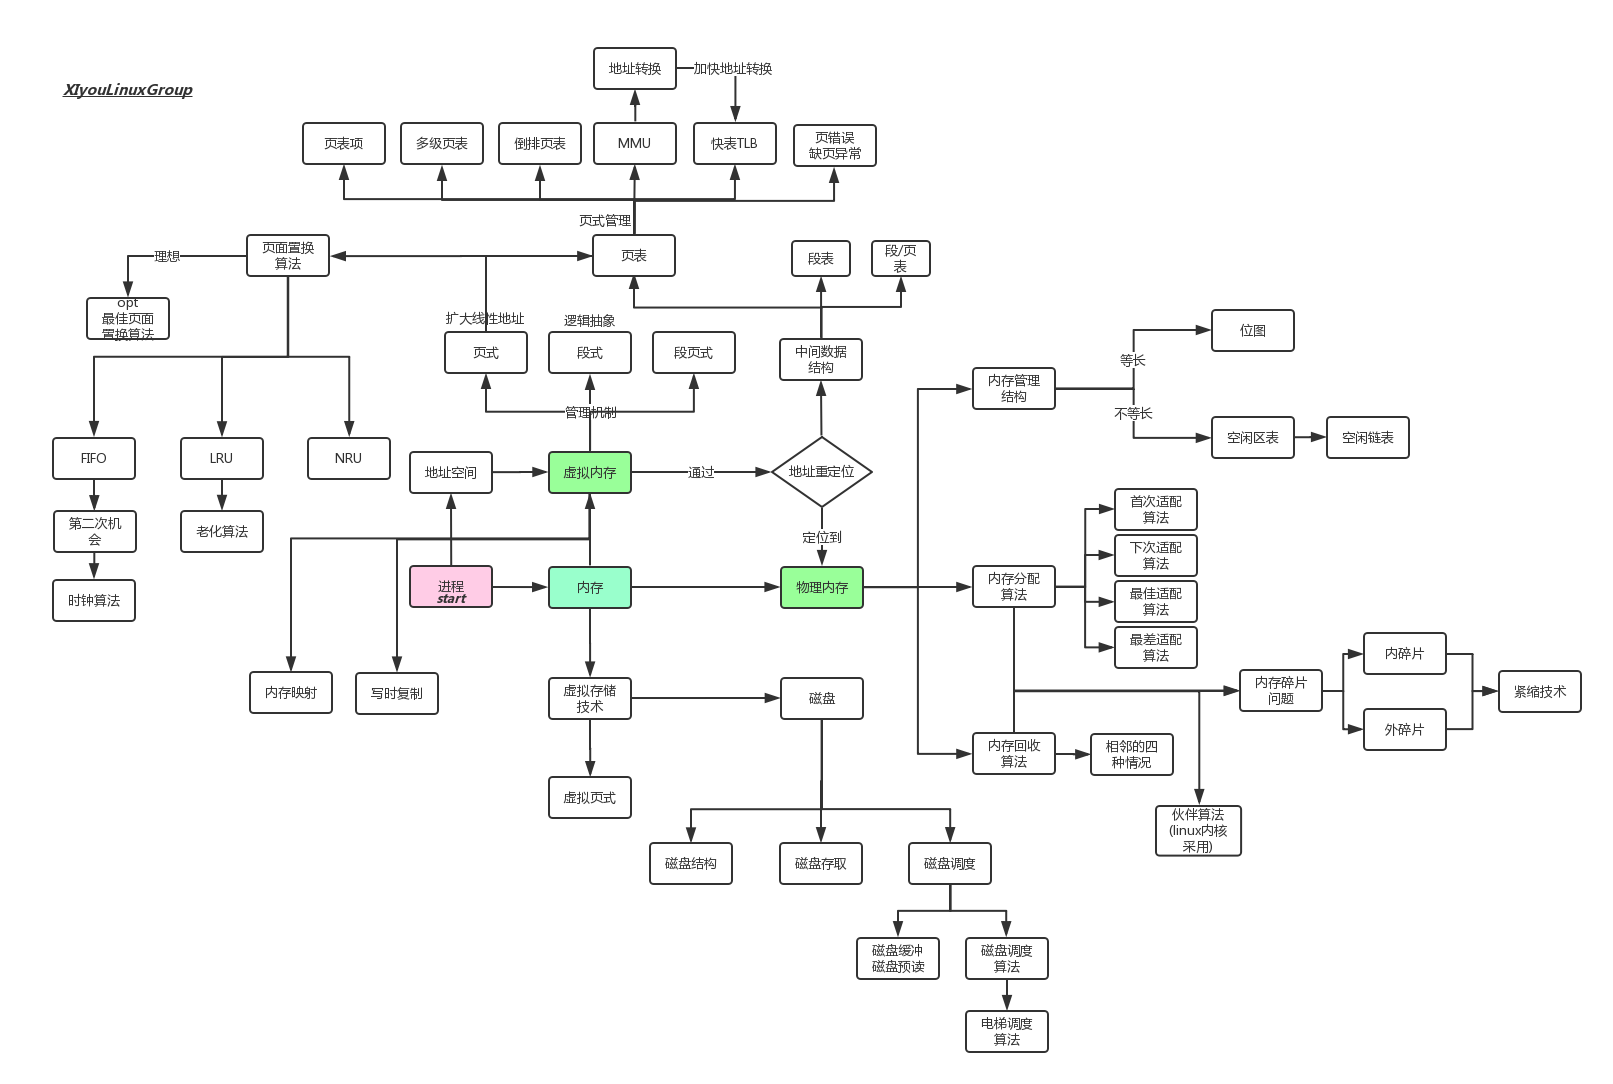 地址转换
加快地址转换
XIyouLinuxGroup
页表项
多级页表
倒排页表
MMU
快表TLB
页错误
缺页异常
页式管理
理想
页面置换
算法
页表
段表
段/页
表
opt
最佳页面
置换算法
扩大线性地址
逻辑抽象
页式
段式
段页式
中间数据
结构
位图
等长
内存管理
结构
不等长
空闲区表
空闲链表
管理机制
FIFO
LRU
NRU
地址空间
虚拟内存
通过
地址重定位
第二次机
会
老化算法
定位到
首次适配
算法
下次适配
算法
时钟算法
进程
start
内存
物理内存
内存分配
算法
最佳适配
算法
最差适配
算法
内存映射
写时复制
虚拟存储
技术
磁盘
内存碎片
问题
内碎片
外碎片
紧缩技术
内存回收
算法
相邻的四
种情况
虚拟页式
伙伴算法
(linux内核
采用)
磁盘结构
磁盘存取
磁盘调度
磁盘缓冲
磁盘预读
磁盘调度
算法
电梯调度
算法